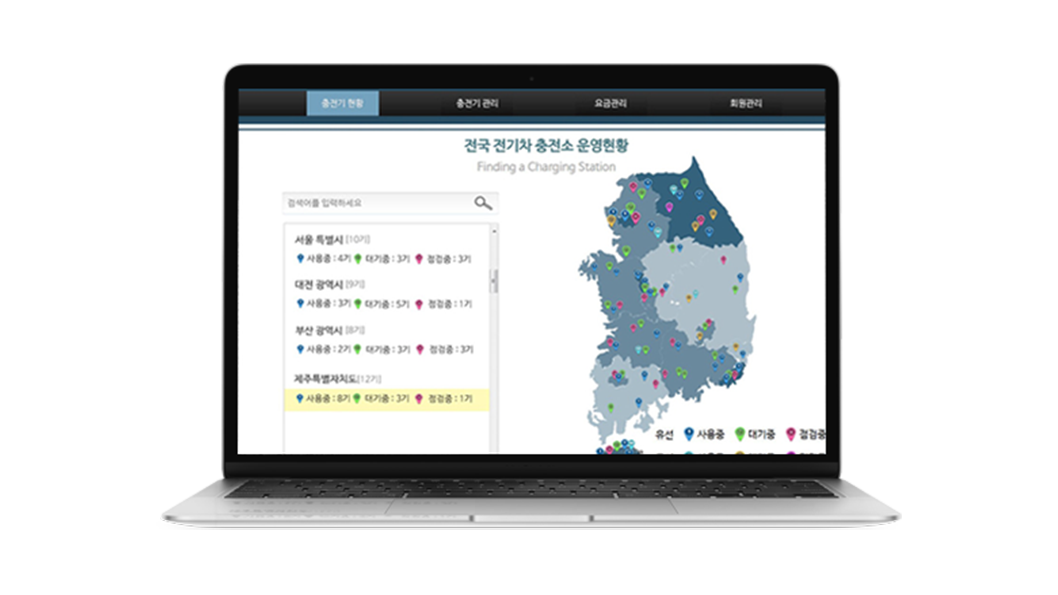 충전기 현황 충전기 관리 요금관리 회원관리
전국 전기차 충전소 운영현황
Finding a Charging Station
검색어를 입력하세요
서울 특별시 [10기]
사용중 : 4기 대기중 : 3기 점검중 : 3기
대전 광역시 [9기]
사용중 : 3기 대기중 : 5기 점검중 : 1기
부산 광역시 [8기]
사용중 : 2기 대기중 : 3기 점검중 : 3기
제주특별자치도[12기]
사용중 : 8기 대기중 : 3기 점검중 : 1기
유선 사용중 대기중 점검중